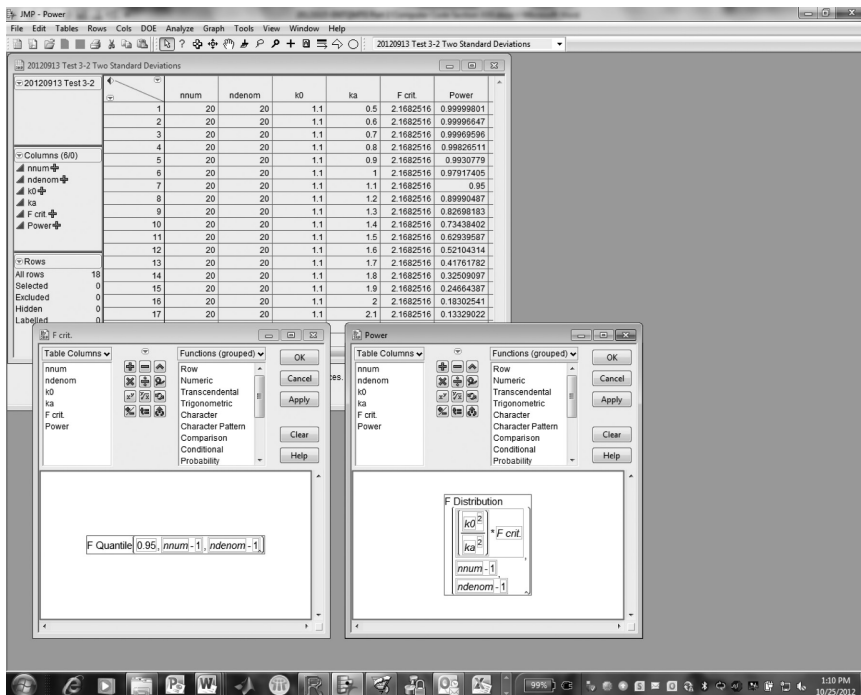 JMP - Power
File Edit Tables Rows Cols DOE Analyze Graph Tools View Window Help
20120913 Test 3-2 Two Standard Deviations
20120913 Test 3-2 Two Standard Deviations
20120913 Test 3-2
nnum ndenom k0 ka F crit. Power
1 20 20 1.1 0.5 2.1682516 0.99999801
2 20 20 1.1 0.6 2.1682516 0.99996647
3 20 20 1.1 0.7 2.1682516 0.99969596
4 20 20 1.1 0.8 2.1682516 0.99826511
5 20 20 1.1 0.9 2.1682516 0.9930779
6 20 20 1.1 1 2.1682516 0.97917405
7 20 20 1.1 1.1 2.1682516 0.95
8 20 20 1.1 1.2 2.1682516 0.89990487
9 20 20 1.1 1.3 2.1682516 0.82698183
10 20 20 1.1 1.4 2.1682516 0.73438402
11 20 20 1.1 1.5 2.1682516 0.62939587
12 20 20 1.1 1.6 2.1682516 0.52104314
13 20 20 1.1 1.7 2.1682516 0.41761782
14 20 20 1.1 1.8 2.1682516 0.32509097
15 20 20 1.1 1.9 2.1682516 0.24664387
16 20 20 1.1 2 2.1682516 0.18302541
17 20 20 1.1 2.1 2.1682516 0.13329022
Columns (6/0)
nnum
ndenom
k0
ka
F crit.
Power
Rows
All rows 18
Selected 0
Excluded 0
Hidden 0
Labelled 0
F crit.
Table Columns
nnum
ndenom
k0
ka
F crit.
Power
Functions (grouped)
Row
Numeric
Transcendental
Trigonometric
Character
Character Pattern
Comparison
Conditional
Probability
OK
Cancel
Apply
Clear
Help
F Quantile[0.95, nnum - 1, ndenom - 1,]
Power
Table Columns
nnum
ndenom
k0
ka
F crit.
Power
Functions (grouped)
Row
Numeric
Transcendental
Trigonometric
Character
Character Pattern
Comparison
Conditional
Probability
OK
Cancel
Apply
Clear
Help
F Distribution
k0²
* F crit.
ka²
,
nnum - 1
,
ndenom - 1
99%
1:10 PM
10/25/2012